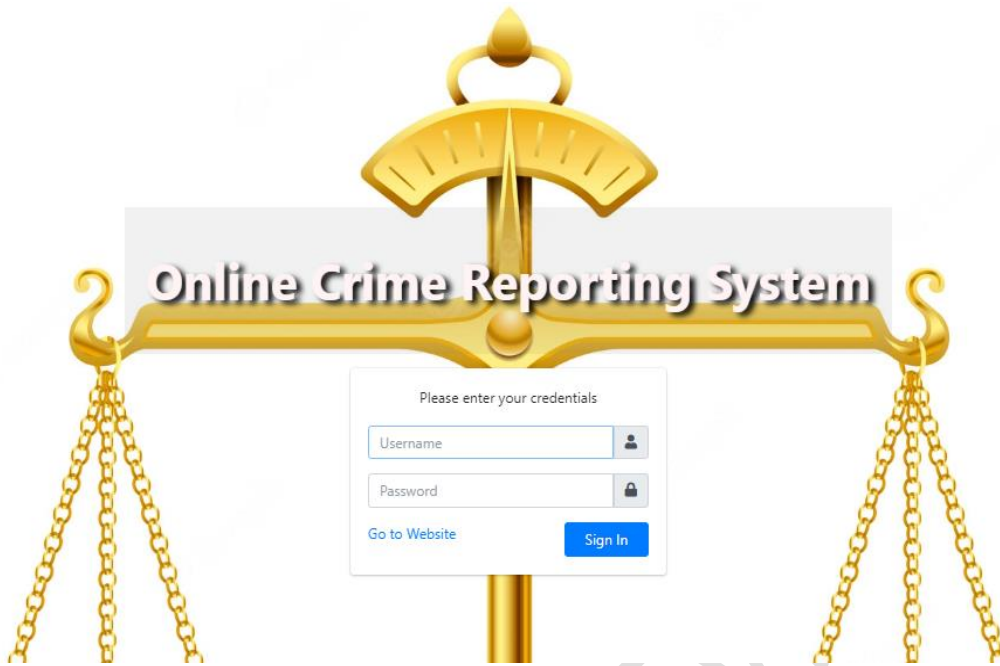 Online Crime Reporting System
Please enter your credentials
Username
Password
Go to Website
Sign In